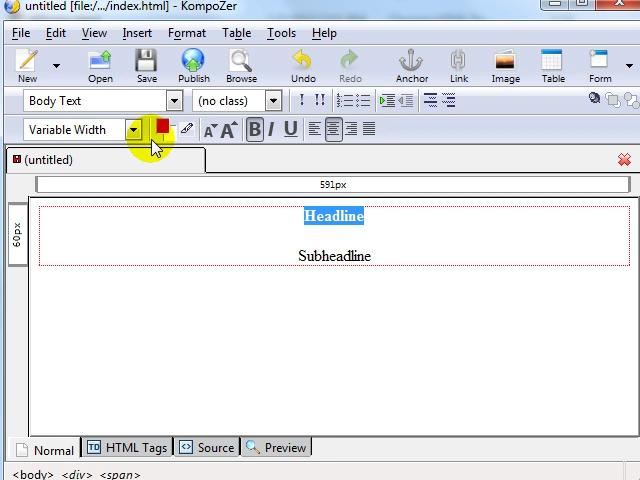 untitled [file:/.../index.html] - KompoZer
File Edit View Insert Format Table Tools Help
New Open Save Publish Browse Undo Redo Anchor Link Image Table Form
Body Text (no class) ! !!
Variable Width A A B I U
(untitled)
591px
60px
Headline
Subheadline
Normal TD HTML Tags <> Source Preview
<body> <div> <span>